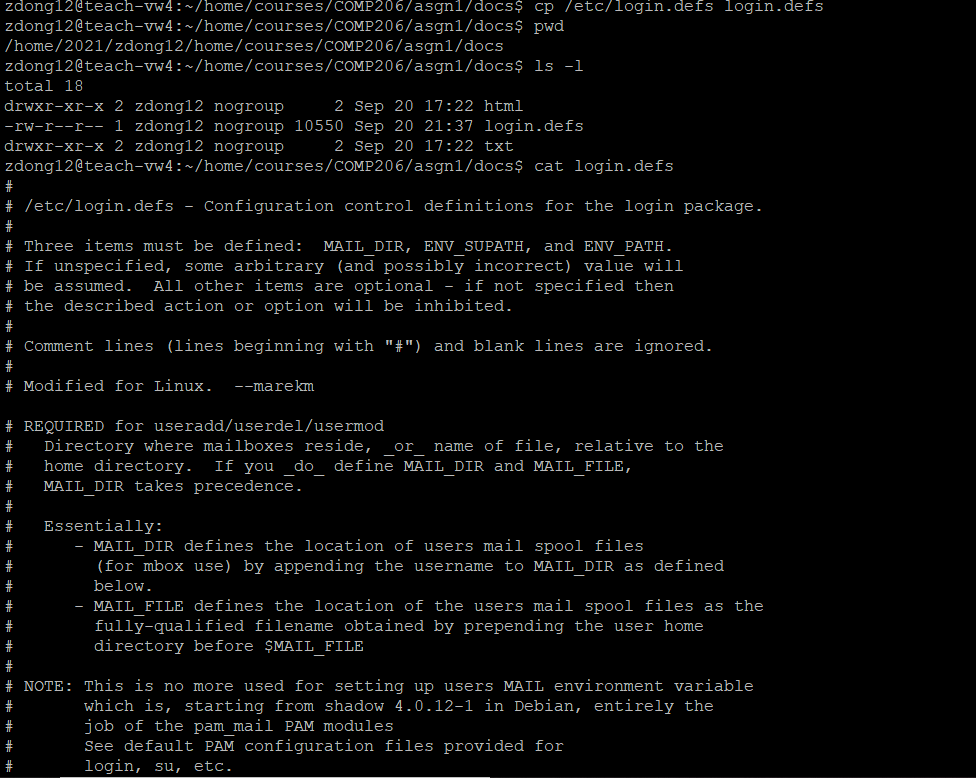 zdong12@teach-vw4:~/home/courses/COMP206/asgn1/docs$ cp /etc/login.defs login.defs
zdong12@teach-vw4:~/home/courses/COMP206/asgn1/docs$ pwd
/home/2021/zdong12/home/courses/COMP206/asgn1/docs
zdong12@teach-vw4:~/home/courses/COMP206/asgn1/docs$ ls -l
total 18
drwxr-xr-x 2 zdong12 nogroup     2 Sep 20 17:22 html
-rw-r--r-- 1 zdong12 nogroup 10550 Sep 20 21:37 login.defs
drwxr-xr-x 2 zdong12 nogroup     2 Sep 20 17:22 txt
zdong12@teach-vw4:~/home/courses/COMP206/asgn1/docs$ cat login.defs
#
# /etc/login.defs - Configuration control definitions for the login package.
#
# Three items must be defined:  MAIL_DIR, ENV_SUPATH, and ENV_PATH.
# If unspecified, some arbitrary (and possibly incorrect) value will
# be assumed.  All other items are optional - if not specified then
# the described action or option will be inhibited.
#
# Comment lines (lines beginning with "#") and blank lines are ignored.
#
# Modified for Linux.  --marekm

# REQUIRED for useradd/userdel/usermod
#   Directory where mailboxes reside, _or_ name of file, relative to the
#   home directory.  If you _do_ define MAIL_DIR and MAIL_FILE,
#   MAIL_DIR takes precedence.
#
#   Essentially:
#      - MAIL_DIR defines the location of users mail spool files
#        (for mbox use) by appending the username to MAIL_DIR as defined
#        below.
#      - MAIL_FILE defines the location of the users mail spool files as the
#        fully-qualified filename obtained by prepending the user home
#        directory before $MAIL_FILE
#
# NOTE: This is no more used for setting up users MAIL environment variable
#       which is, starting from shadow 4.0.12-1 in Debian, entirely the
#       job of the pam_mail PAM modules
#       See default PAM configuration files provided for
#       login, su, etc.